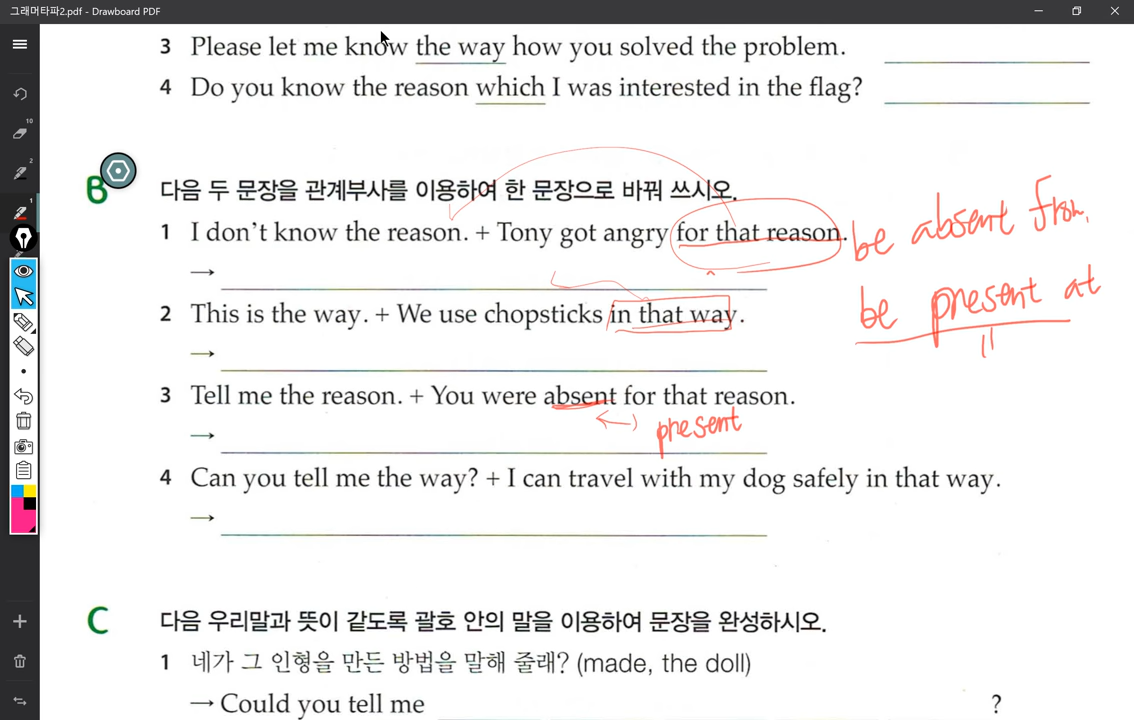 그래머타파2.pdf - Drawboard PDF
3 Please let me know the way how you solved the problem.
10
4 Do you know the reason which I was interested in the flag?
2
B 다음 두 문장을 관계부사를 이용하여 한 문장으로 바꿔 쓰시오.
1
1 I don't know the reason. + Tony got angry for that reason.
be absent from.
→
be present at
2 This is the way. + We use chopsticks in that way.
→
3 Tell me the reason. + You were absent for that reason.
present
→
4 Can you tell me the way? + I can travel with my dog safely in that way.
→
C 다음 우리말과 뜻이 같도록 괄호 안의 말을 이용하여 문장을 완성하시오.
1 네가 그 인형을 만든 방법을 말해 줄래? (made, the doll)
→ Could you tell me ?